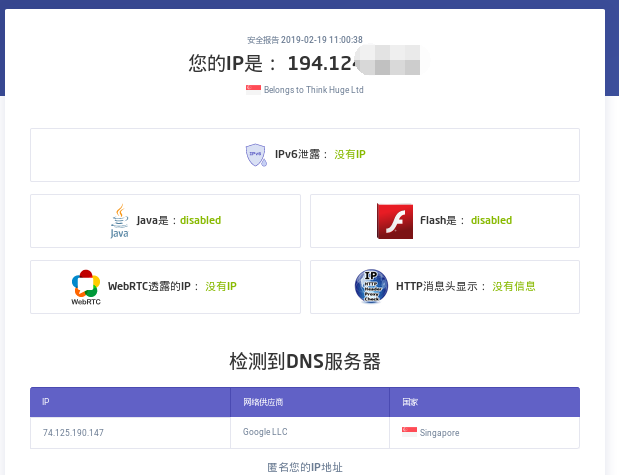 安全报告 2019-02-19 11:00:38
您的IP是： 194.124
Belongs to Think Huge Ltd
IPv6
IPv6泄露： 没有IP
Java
Java是：disabled
Flash是： disabled
WebRTC
WebRTC透露的IP： 没有IP
IP
HTTP
Header
Proxy
Check
HTTP消息头显示： 没有信息
检测到DNS服务器
IP 网络供应商 国家
74.125.190.147 Google LLC Singapore
匿名您的IP地址